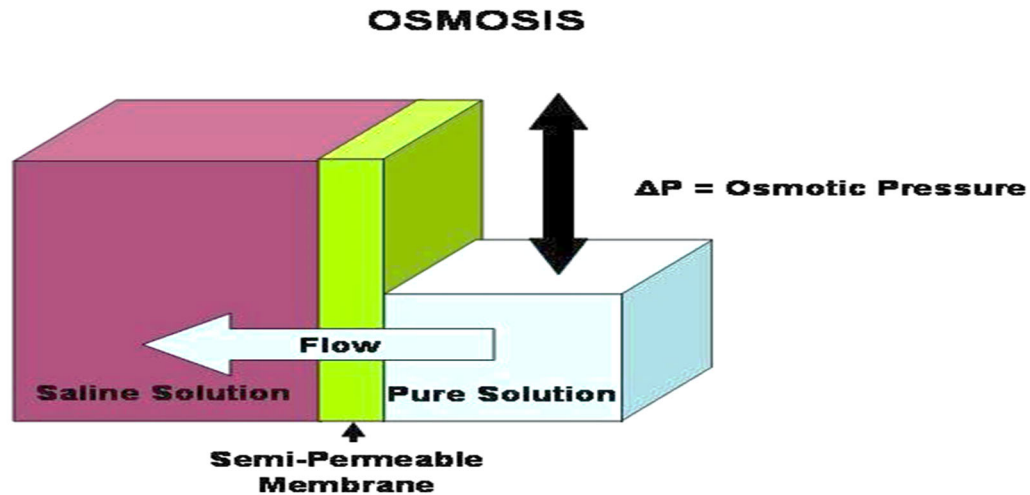 OSMOSIS
ΔP = Osmotic Pressure
Flow
Saline Solution
Pure Solution
Semi-Permeable
Membrane